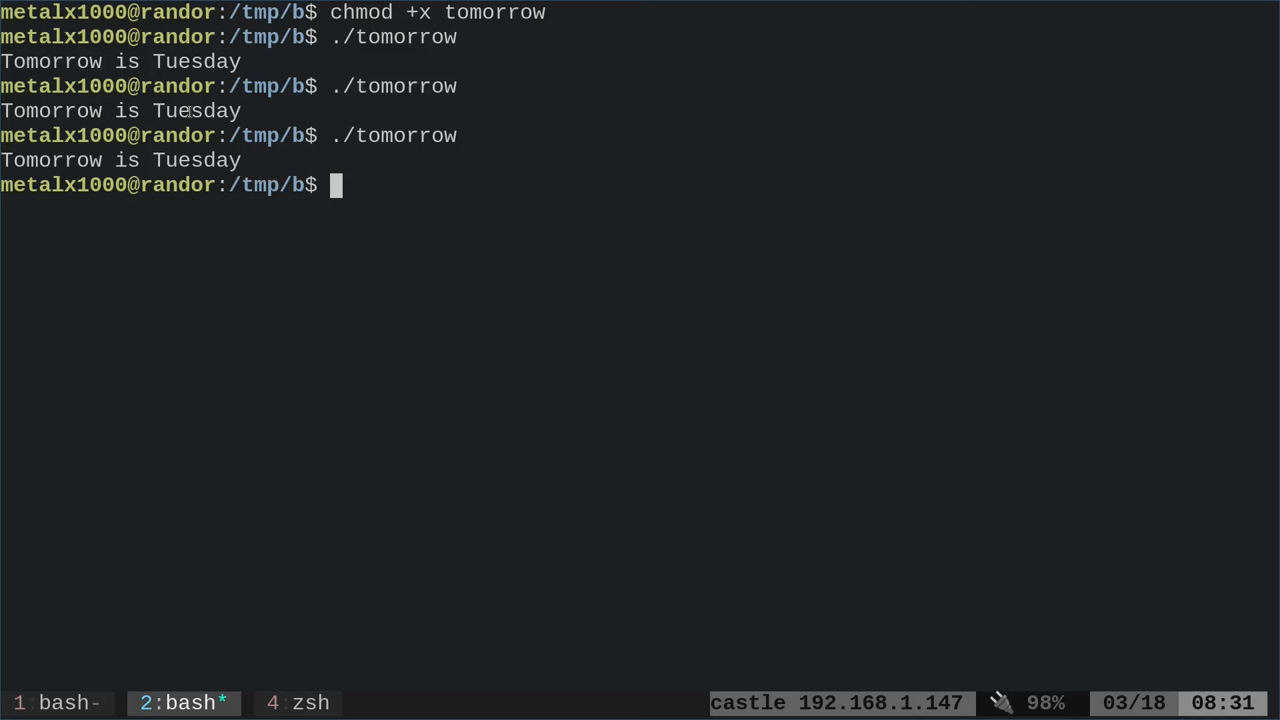 metalx1000@randor:/tmp/b$ chmod +x tomorrow
metalx1000@randor:/tmp/b$ ./tomorrow
Tomorrow is Tuesday
metalx1000@randor:/tmp/b$ ./tomorrow
Tomorrow is Tuesday
metalx1000@randor:/tmp/b$ ./tomorrow
Tomorrow is Tuesday
metalx1000@randor:/tmp/b$
1:bash- 2:bash* 4:zsh castle 192.168.1.147 🔌 98% 03/18 08:31